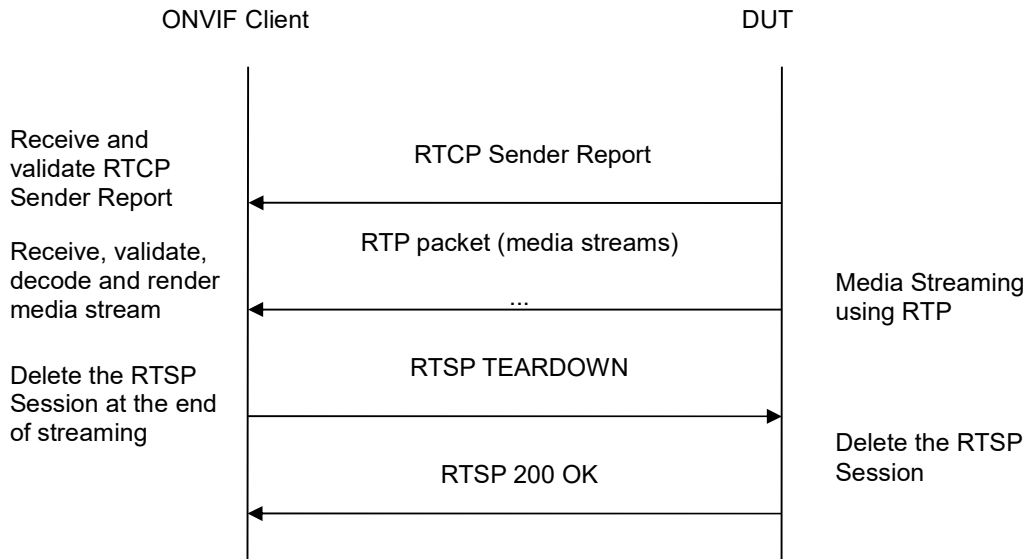 ONVIF Client
DUT
Receive and
validate RTCP
Sender Report
RTCP Sender Report
RTP packet (media streams)
Receive, validate,
decode and render
media stream
...
Media Streaming
using RTP
RTSP TEARDOWN
Delete the RTSP
Session at the end
of streaming
Delete the RTSP
Session
RTSP 200 OK